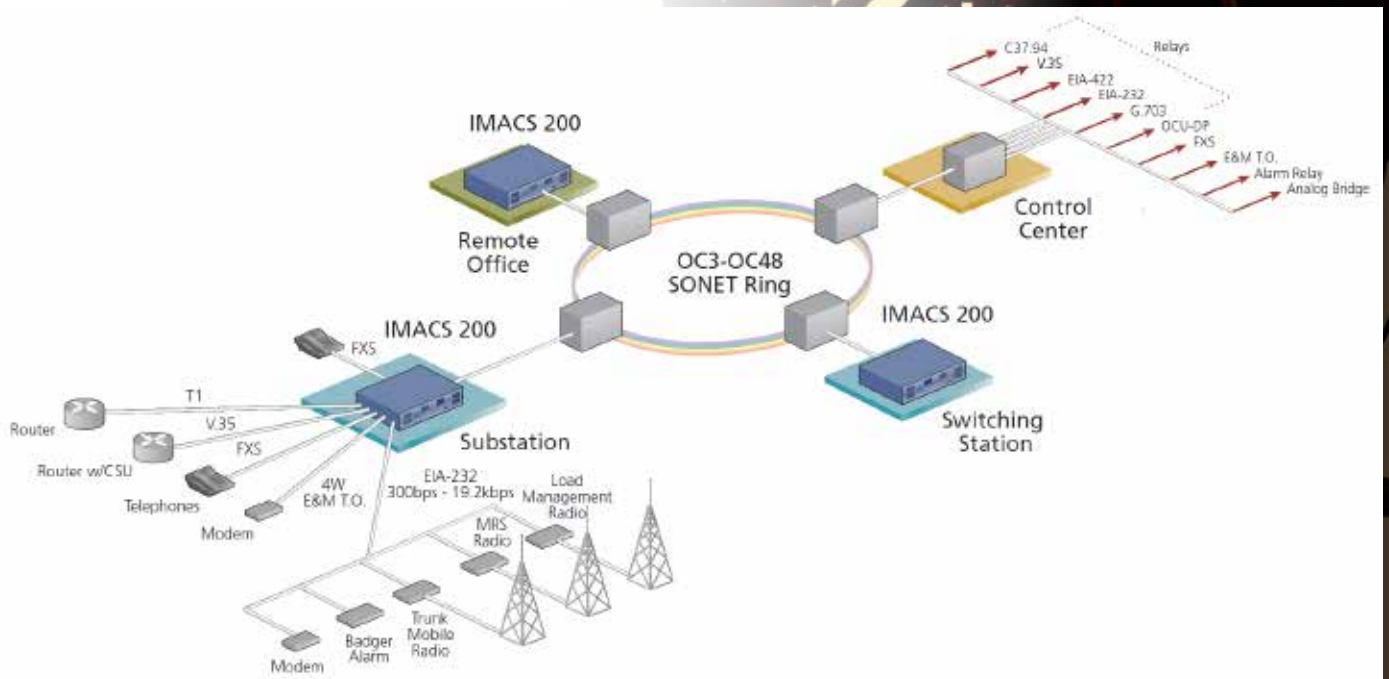 C37.94
V.35
EIA-422
EIA-232
G.703
OCU-DP
FXS
E&M T.O.
Alarm Relay
Analog Bridge
Relays
IMACS 200
Remote
Office
Control
Center
OC3-OC48
SONET Ring
IMACS 200
Switching
Station
IMACS 200
Substation
FXS
T1
Router
V.35
Router w/CSU
FXS
Telephones
4W
E&M T.O.
Modem
EIA-232
300bps - 19.2kbps
Load
Management
Radio
MRS
Radio
Trunk
Mobile
Radio
Badger
Alarm
Modem